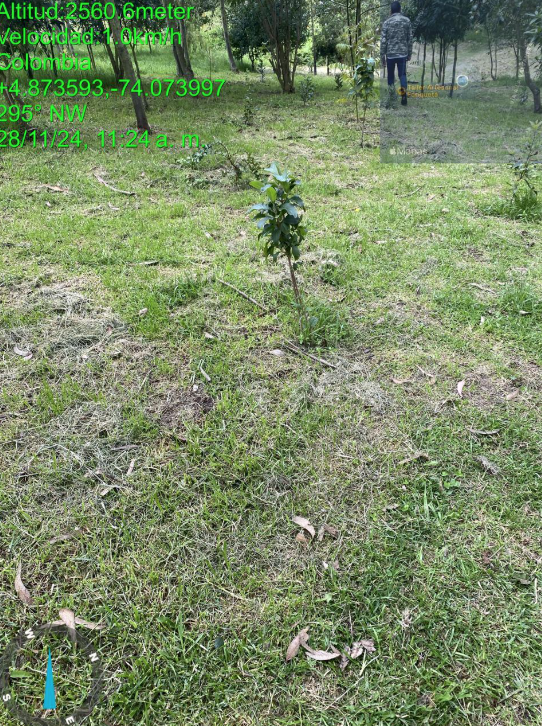 Altitud:2560.6meter
Velocidad:1.0km/h
Colombia
+4.873593,-74.073997
295° NW
28/11/24, 11:24 a. m.